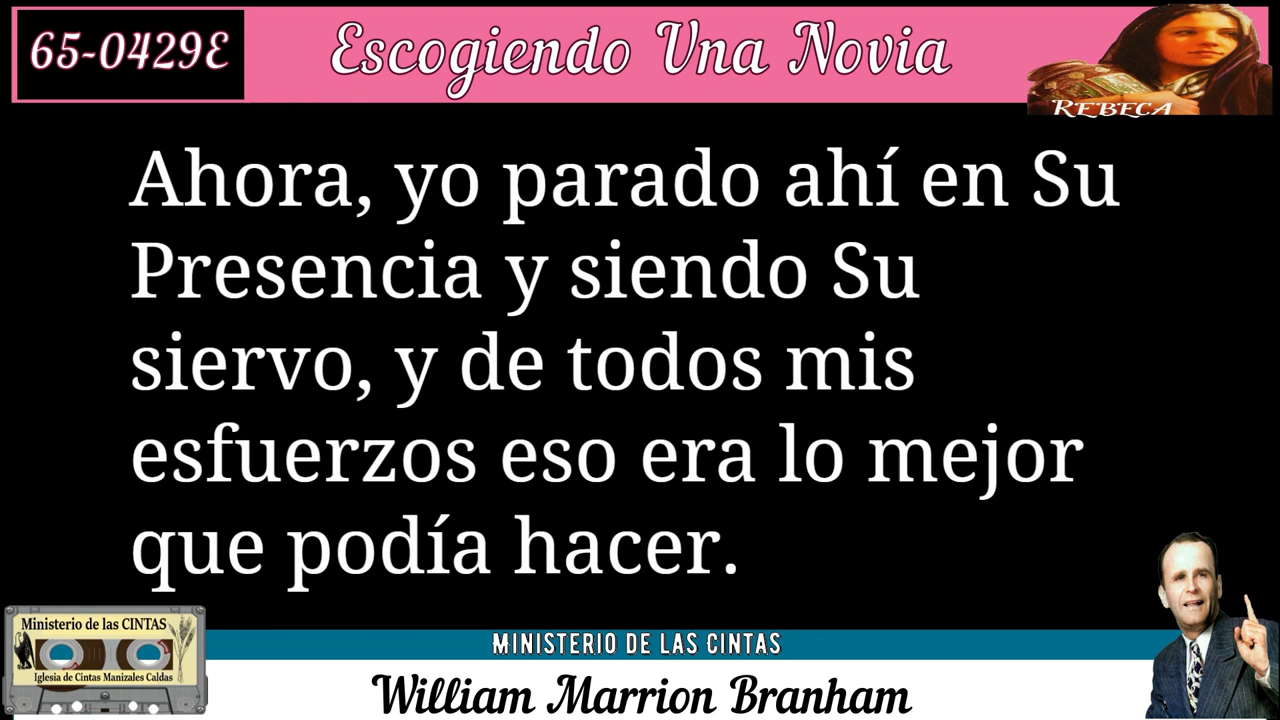 65-0429E
Escogiendo Una Novia
REBECA
Ahora, yo parado ahí en Su
Presencia y siendo Su
siervo, y de todos mis
esfuerzos eso era lo mejor
que podía hacer.
Ministerio de las CINTAS
Iglesia de Cintas Manizales Caldas
MINISTERIO DE LAS CINTAS
William Marrion Branham